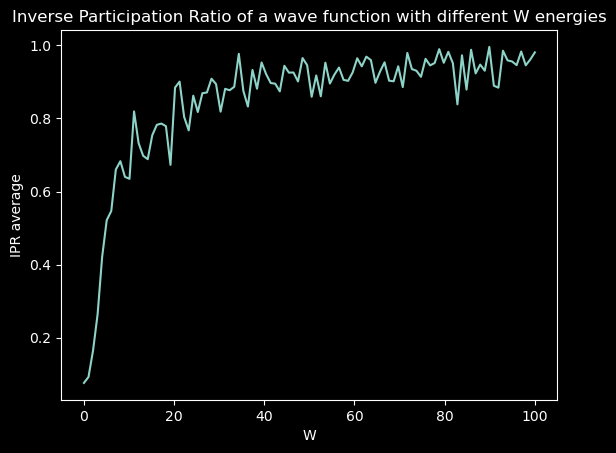 Inverse Participation Ratio of a wave function with different W energies
1.0
0.8
0.6
0.4
0.2
IPR average
0 20 40 60 80 100
W